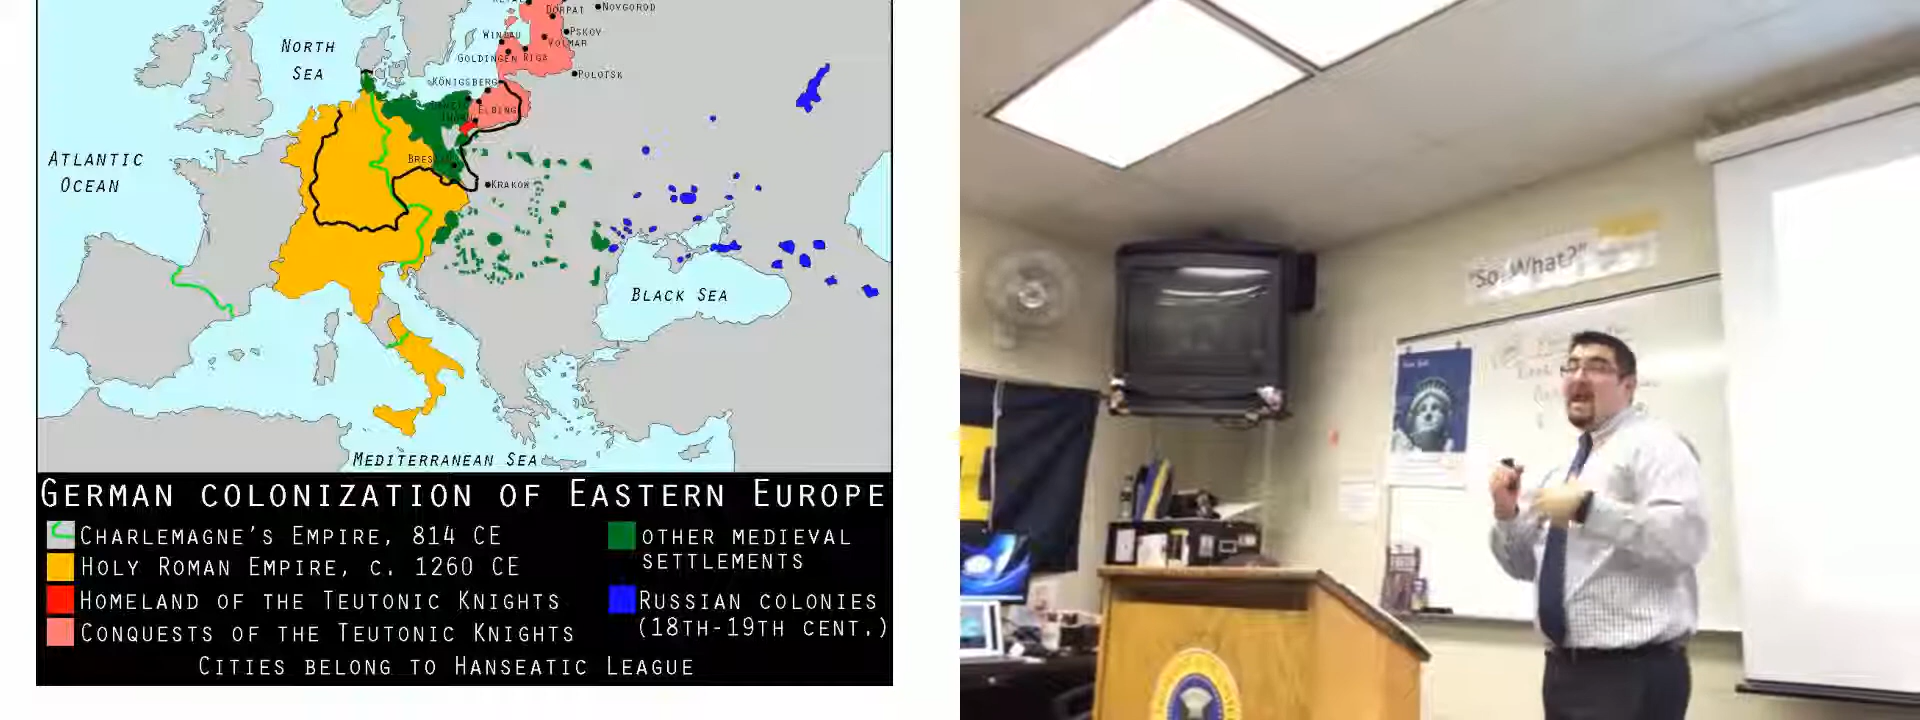 NOVGOROD
DORPAT
PSKOV
WINDAU
VOLMAR
GOLDINGEN RIGA
POLOTSK
NORTH
SEA
KÖNIGSBERG
ELBING
ATLANTIC
OCEAN
KRAKOW
BLACK SEA
MEDITERRANEAN SEA
GERMAN COLONIZATION OF EASTERN EUROPE
CHARLEMAGNE'S EMPIRE, 814 CE
HOLY ROMAN EMPIRE, C. 1260 CE
HOMELAND OF THE TEUTONIC KNIGHTS
CONQUESTS OF THE TEUTONIC KNIGHTS
OTHER MEDIEVAL
SETTLEMENTS
RUSSIAN COLONIES
(18TH-19TH CENT.)
CITIES BELONG TO HANSEATIC LEAGUE
"So What?"